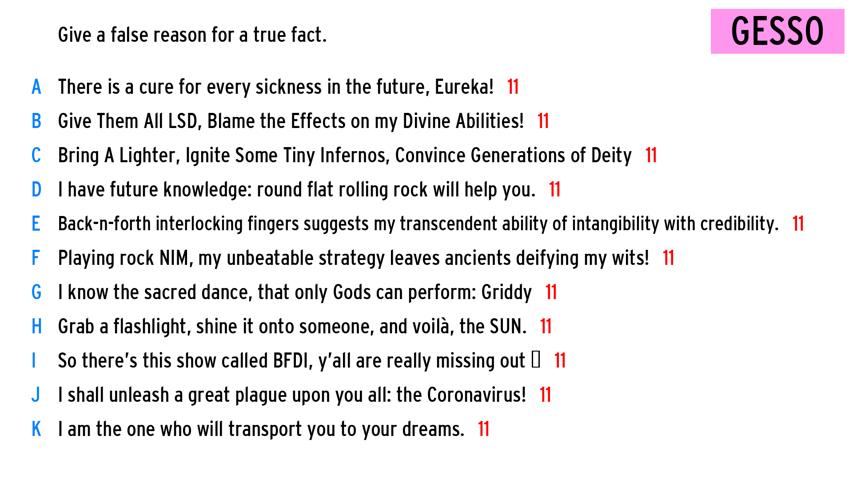 Give a false reason for a true fact.
GESSO
A There is a cure for every sickness in the future, Eureka! 11
B Give Them All LSD, Blame the Effects on my Divine Abilities! 11
C Bring A Lighter, Ignite Some Tiny Infernos, Convince Generations of Deity 11
D I have future knowledge: round flat rolling rock will help you. 11
E Back-n-forth interlocking fingers suggests my transcendent ability of intangibility with credibility. 11
F Playing rock NIM, my unbeatable strategy leaves ancients deifying my wits! 11
G I know the sacred dance, that only Gods can perform: Griddy 11
H Grab a flashlight, shine it onto someone, and voilà, the SUN. 11
I So there's this show called BFDI, y'all are really missing out 11
J I shall unleash a great plague upon you all: the Coronavirus! 11
K I am the one who will transport you to your dreams. 11